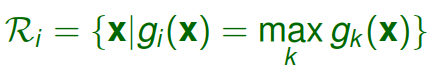 ℛᵢ = {𝐱|gᵢ(𝐱) = max gₖ(𝐱)}
k